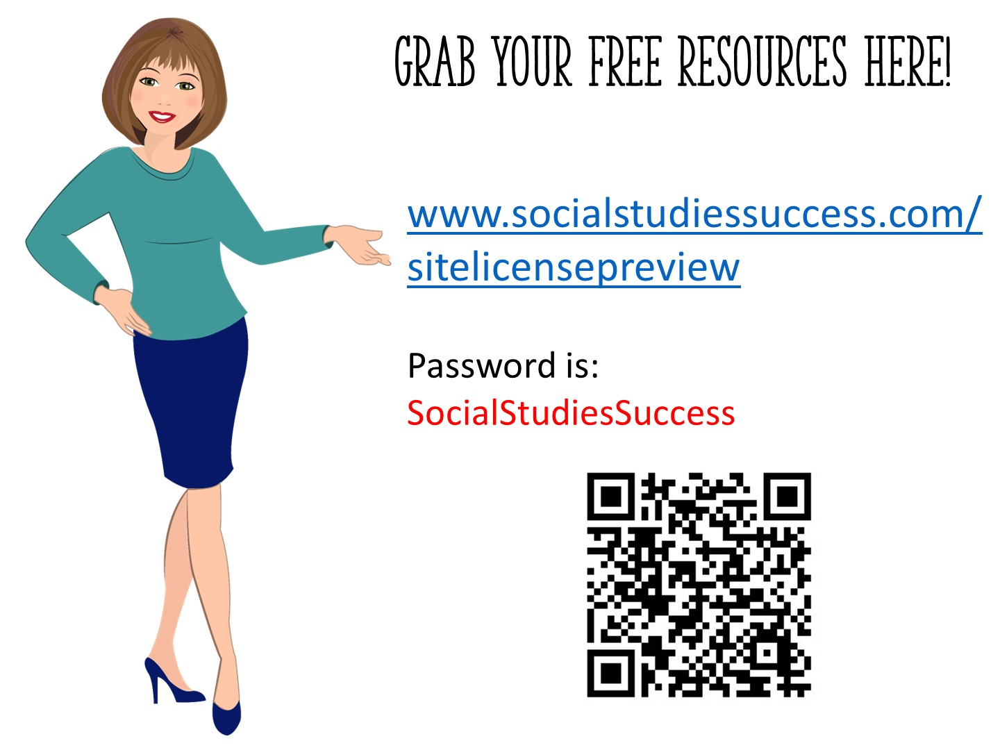 GRAB YOUR FREE RESOURCES HERE!
www.socialstudiessuccess.com/
sitelicensepreview
Password is:
SocialStudiesSuccess